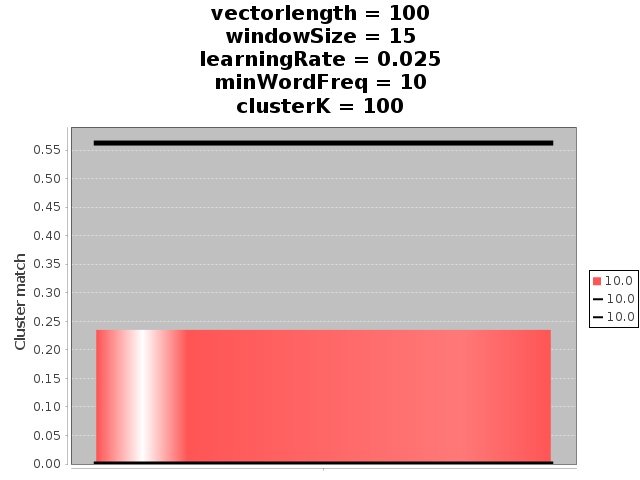 vectorlength = 100
windowSize = 15
learningRate = 0.025
minWordFreq = 10
clusterK = 100
0.55
0.50
0.45
0.40
0.35
0.30
0.25
0.20
0.15
0.10
0.05
0.00
Cluster match
10.0
10.0
10.0